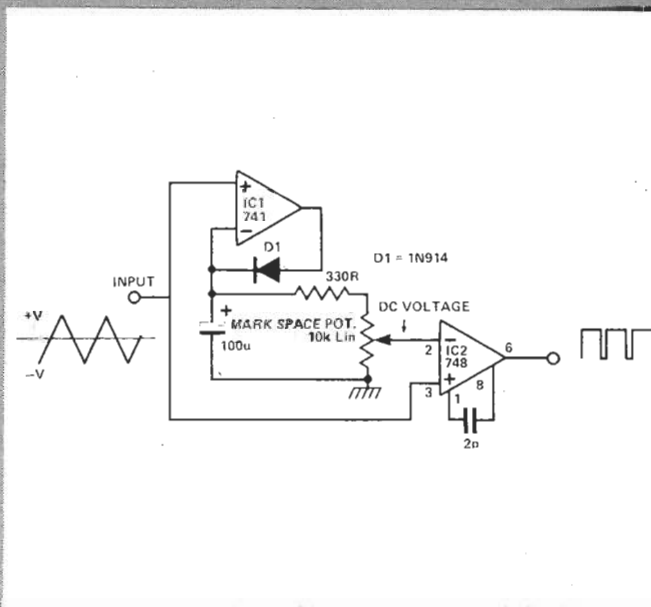 +
IC1
741
−
D1
D1 = 1N914
330R
INPUT
DC VOLTAGE
+V
−V
+
MARK SPACE POT.
10k Lin
100u
−
2
IC2
748
6
+
3
1
8
2p